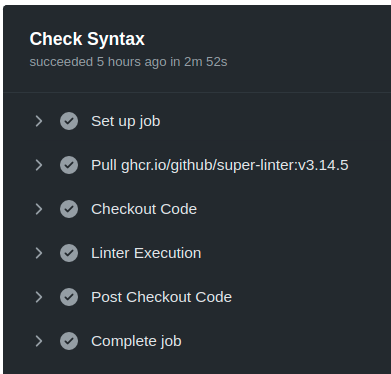 Check Syntax
succeeded 5 hours ago in 2m 52s
Set up job
Pull ghcr.io/github/super-linter:v3.14.5
Checkout Code
Linter Execution
Post Checkout Code
Complete job